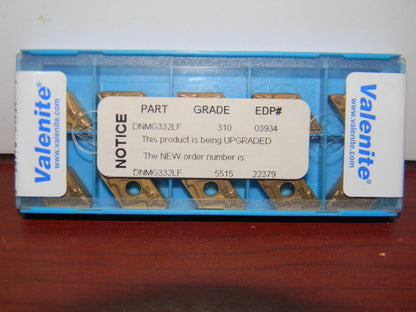 Valenite®
www.valenite.com
NOTICE
PART GRADE EDP#
DNMG332LF 310 03934
This product is being UPGRADED
The NEW order number is:
DNMG332LF 5515 22379
Valenite®
www.valenite.com